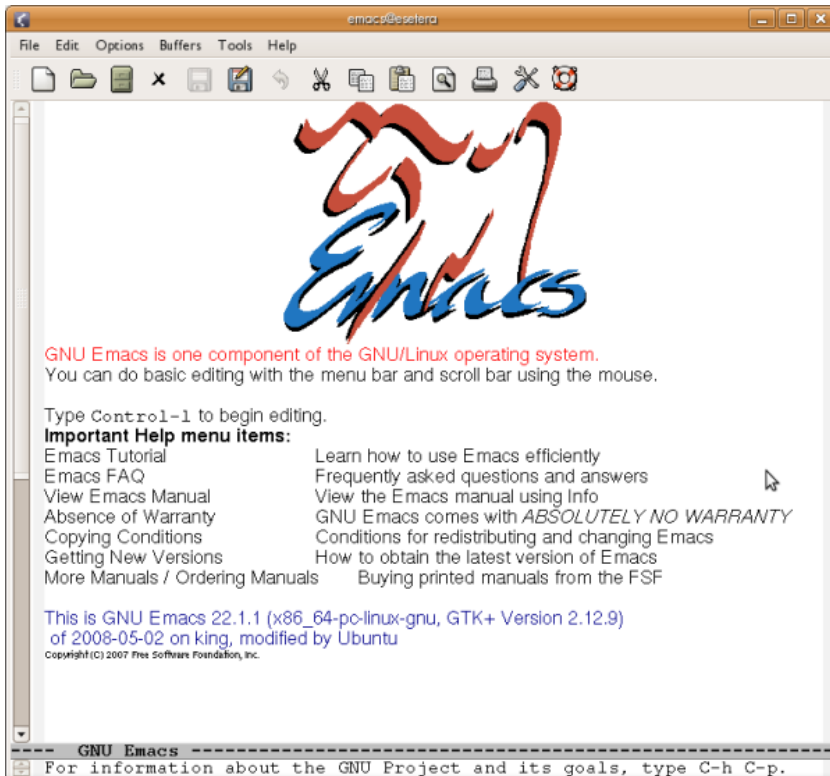 emacs@esetera
File Edit Options Buffers Tools Help
Emacs
GNU Emacs is one component of the GNU/Linux operating system.
You can do basic editing with the menu bar and scroll bar using the mouse.
Type Control-l to begin editing.
Important Help menu items:
Emacs Tutorial Learn how to use Emacs efficiently
Emacs FAQ Frequently asked questions and answers
View Emacs Manual View the Emacs manual using Info
Absence of Warranty GNU Emacs comes with ABSOLUTELY NO WARRANTY
Copying Conditions Conditions for redistributing and changing Emacs
Getting New Versions How to obtain the latest version of Emacs
More Manuals / Ordering Manuals Buying printed manuals from the FSF
This is GNU Emacs 22.1.1 (x86_64-pc-linux-gnu, GTK+ Version 2.12.9)
of 2008-05-02 on king, modified by Ubuntu
Copyright (C) 2007 Free Software Foundation, Inc.
---- GNU Emacs ----------------------------------------------------
For information about the GNU Project and its goals, type C-h C-p.